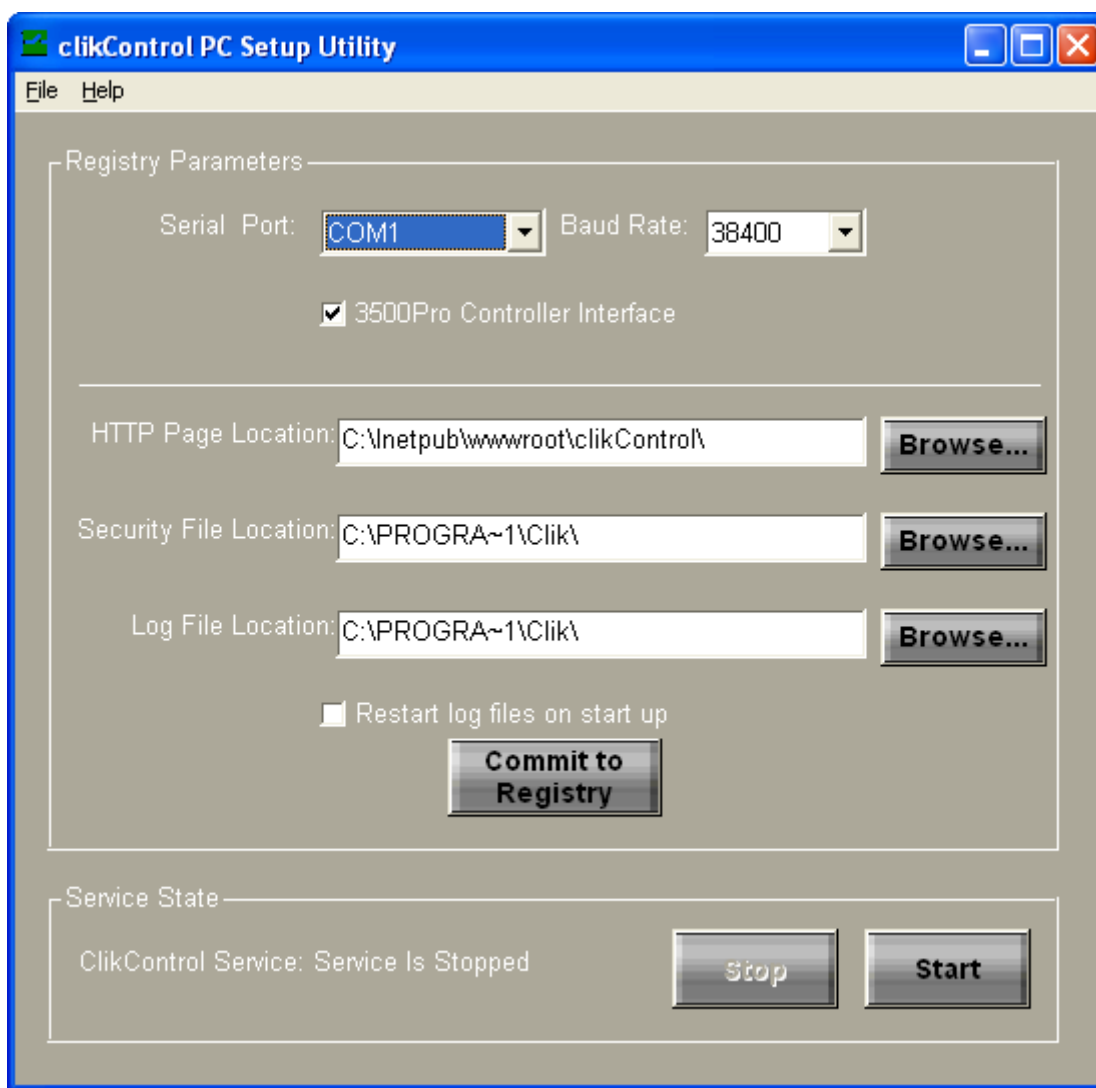 clikControl PC Setup Utility
File Help
Registry Parameters
Serial Port: COM1 Baud Rate: 38400
3500Pro Controller Interface
HTTP Page Location: C:\Inetpub\wwwroot\clikControl\ Browse...
Security File Location: C:\PROGRA~1\Clik\ Browse...
Log File Location: C:\PROGRA~1\Clik\ Browse...
Restart log files on start up
Commit to
Registry
Service State
ClikControl Service: Service Is Stopped Stop Start